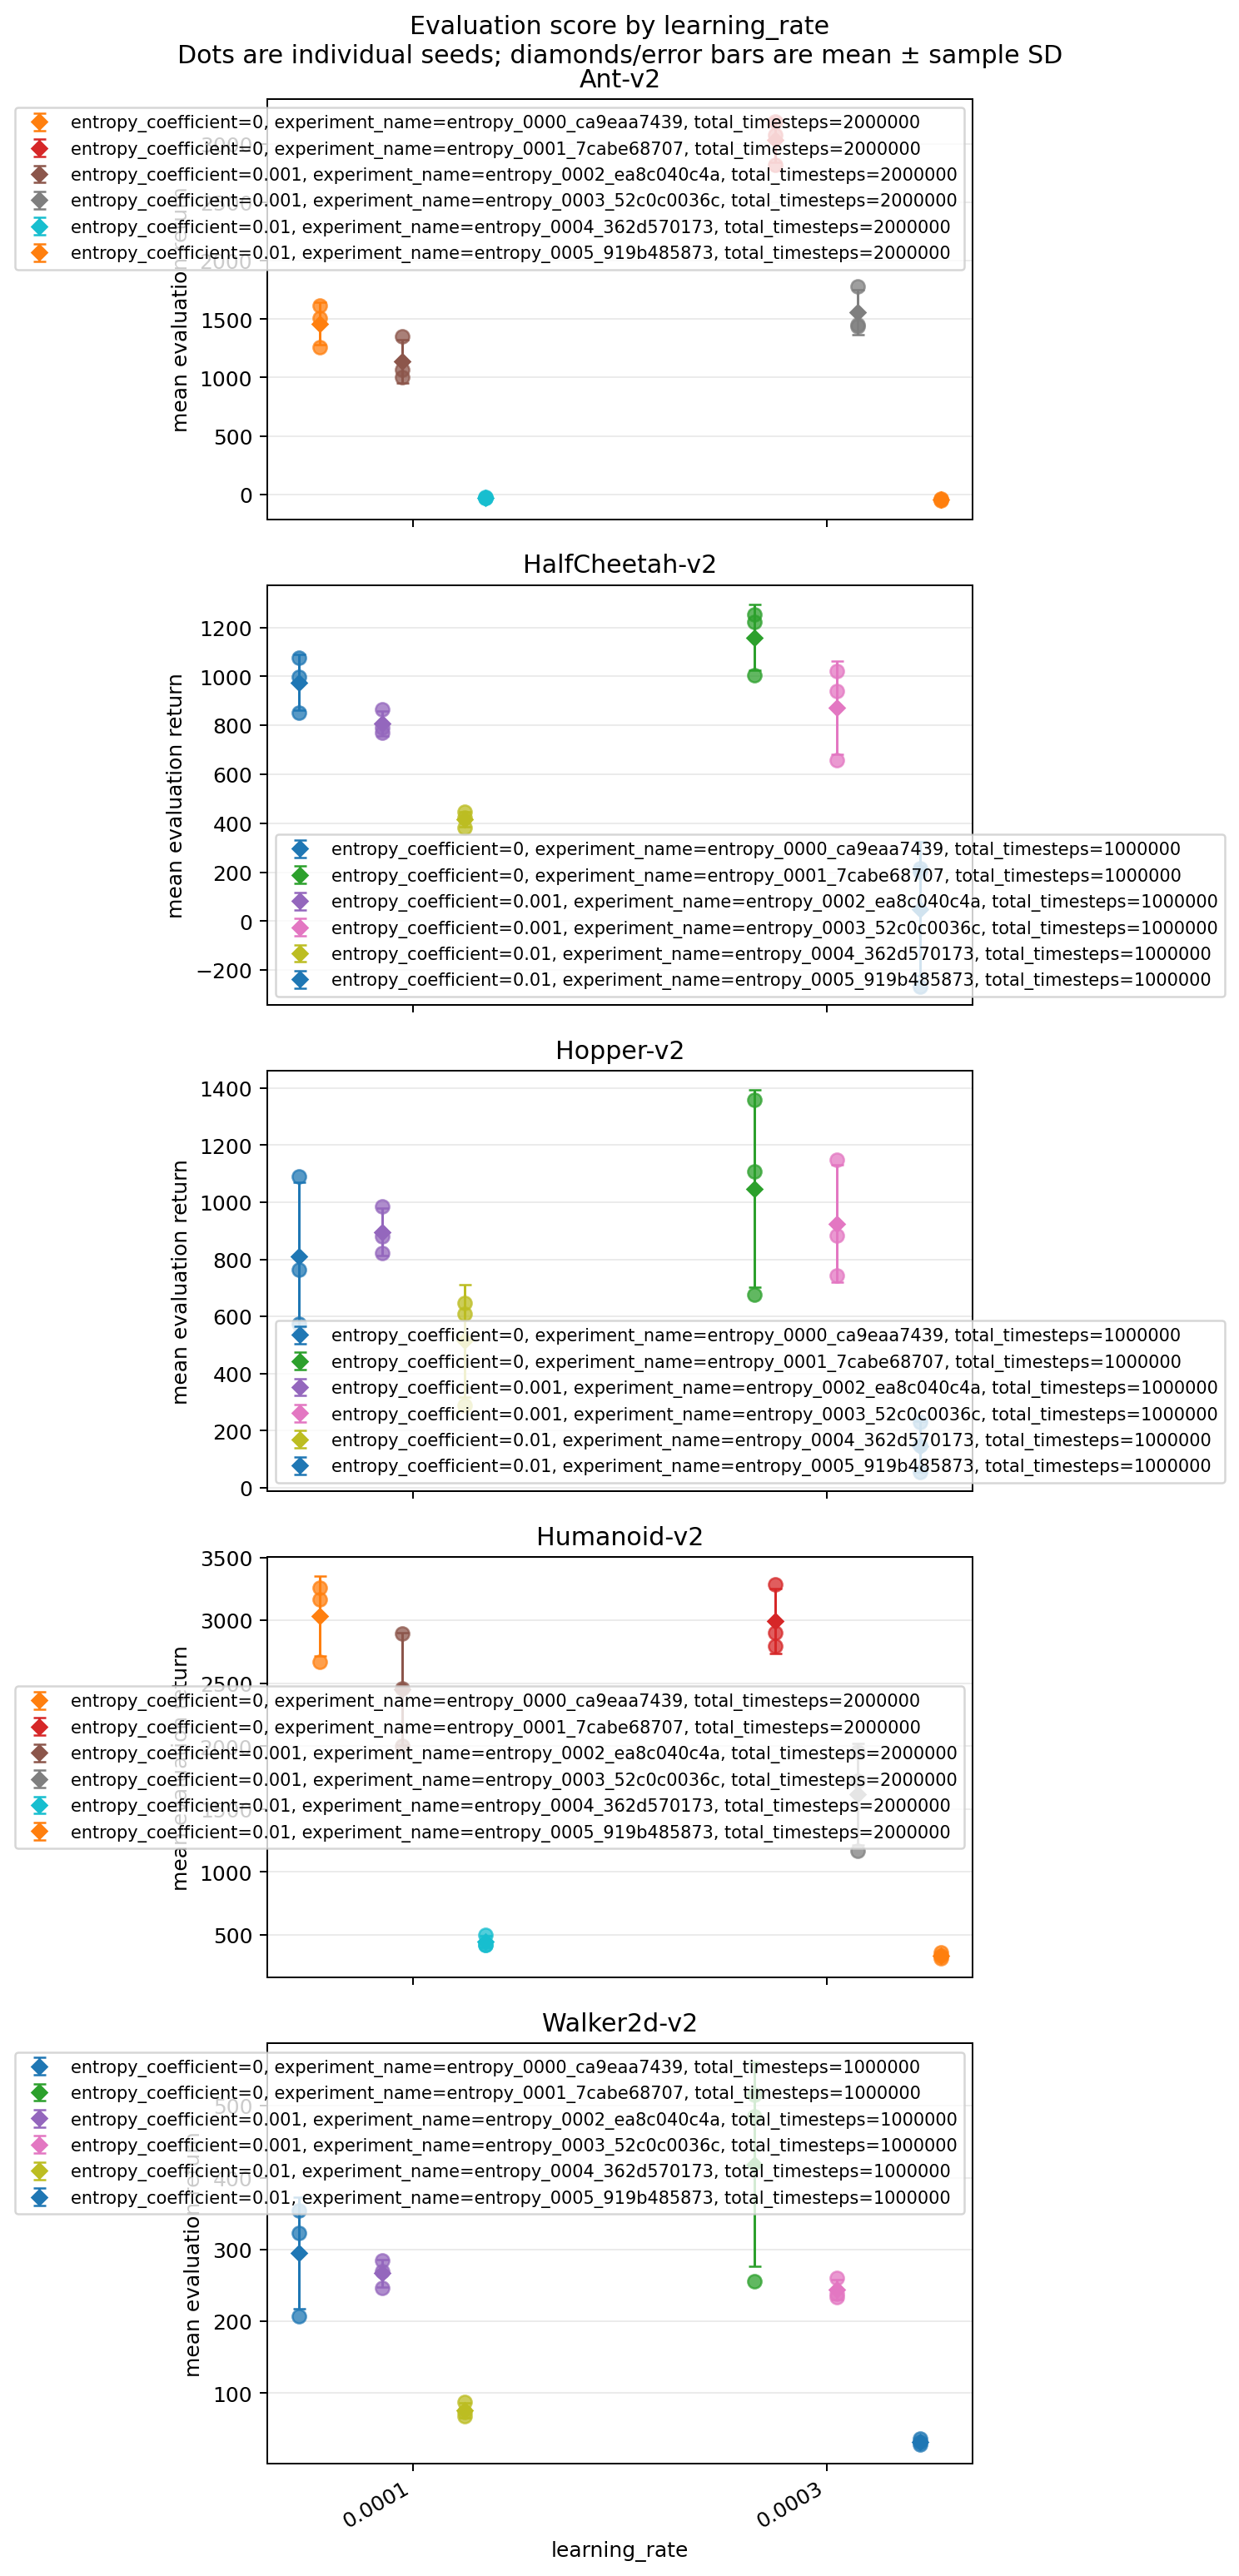 Evaluation score by learning_rate
Dots are individual seeds; diamonds/error bars are mean ± sample SD
Ant-v2
entropy_coefficient=0, experiment_name=entropy_0000_ca9eaa7439, total_timesteps=2000000
entropy_coefficient=0, experiment_name=entropy_0001_7cabe68707, total_timesteps=2000000
entropy_coefficient=0.001, experiment_name=entropy_0002_ea8c040c4a, total_timesteps=2000000
entropy_coefficient=0.001, experiment_name=entropy_0003_52c0c0036c, total_timesteps=2000000
entropy_coefficient=0.01, experiment_name=entropy_0004_362d570173, total_timesteps=2000000
entropy_coefficient=0.01, experiment_name=entropy_0005_919b485873, total_timesteps=2000000
mean evaluation return
3000
2500
2000
1500
1000
500
0
HalfCheetah-v2
mean evaluation return
1200
1000
800
600
400
200
0
−200
entropy_coefficient=0, experiment_name=entropy_0000_ca9eaa7439, total_timesteps=1000000
entropy_coefficient=0, experiment_name=entropy_0001_7cabe68707, total_timesteps=1000000
entropy_coefficient=0.001, experiment_name=entropy_0002_ea8c040c4a, total_timesteps=1000000
entropy_coefficient=0.001, experiment_name=entropy_0003_52c0c0036c, total_timesteps=1000000
entropy_coefficient=0.01, experiment_name=entropy_0004_362d570173, total_timesteps=1000000
entropy_coefficient=0.01, experiment_name=entropy_0005_919b485873, total_timesteps=1000000
Hopper-v2
mean evaluation return
1400
1200
1000
800
600
400
200
0
entropy_coefficient=0, experiment_name=entropy_0000_ca9eaa7439, total_timesteps=1000000
entropy_coefficient=0, experiment_name=entropy_0001_7cabe68707, total_timesteps=1000000
entropy_coefficient=0.001, experiment_name=entropy_0002_ea8c040c4a, total_timesteps=1000000
entropy_coefficient=0.001, experiment_name=entropy_0003_52c0c0036c, total_timesteps=1000000
entropy_coefficient=0.01, experiment_name=entropy_0004_362d570173, total_timesteps=1000000
entropy_coefficient=0.01, experiment_name=entropy_0005_919b485873, total_timesteps=1000000
Humanoid-v2
mean evaluation return
3500
3000
2500
2000
1500
1000
500
entropy_coefficient=0, experiment_name=entropy_0000_ca9eaa7439, total_timesteps=2000000
entropy_coefficient=0, experiment_name=entropy_0001_7cabe68707, total_timesteps=2000000
entropy_coefficient=0.001, experiment_name=entropy_0002_ea8c040c4a, total_timesteps=2000000
entropy_coefficient=0.001, experiment_name=entropy_0003_52c0c0036c, total_timesteps=2000000
entropy_coefficient=0.01, experiment_name=entropy_0004_362d570173, total_timesteps=2000000
entropy_coefficient=0.01, experiment_name=entropy_0005_919b485873, total_timesteps=2000000
Walker2d-v2
entropy_coefficient=0, experiment_name=entropy_0000_ca9eaa7439, total_timesteps=1000000
entropy_coefficient=0, experiment_name=entropy_0001_7cabe68707, total_timesteps=1000000
entropy_coefficient=0.001, experiment_name=entropy_0002_ea8c040c4a, total_timesteps=1000000
entropy_coefficient=0.001, experiment_name=entropy_0003_52c0c0036c, total_timesteps=1000000
entropy_coefficient=0.01, experiment_name=entropy_0004_362d570173, total_timesteps=1000000
entropy_coefficient=0.01, experiment_name=entropy_0005_919b485873, total_timesteps=1000000
mean evaluation return
500
400
300
200
100
0.0001
0.0003
learning_rate